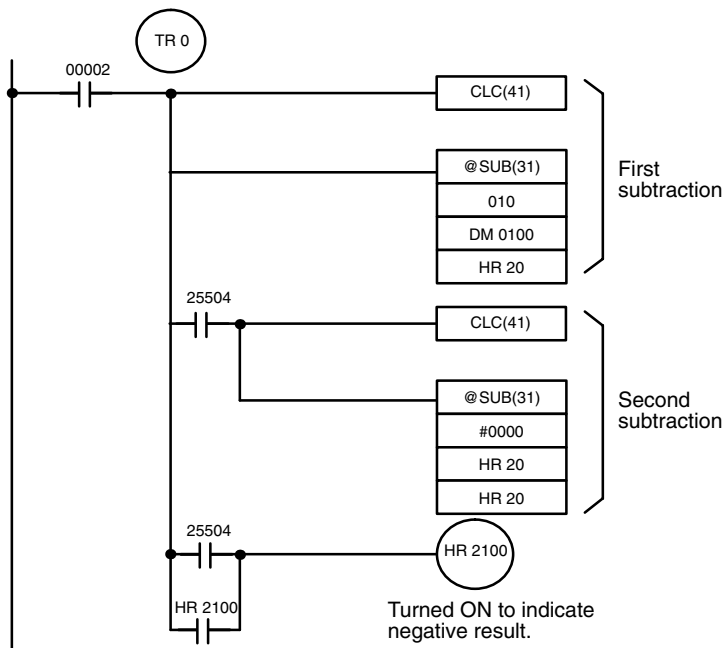 TR 0
00002
CLC(41)
@SUB(31)
010
DM 0100
HR 20
First
subtraction
25504
CLC(41)
@SUB(31)
#0000
HR 20
HR 20
Second
subtraction
25504
HR 2100
HR 2100
Turned ON to indicate
negative result.